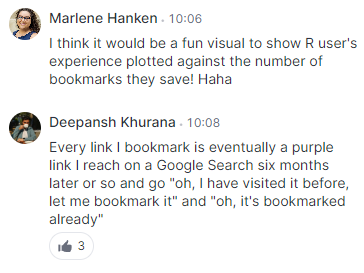 Marlene Hanken · 10:06
I think it would be a fun visual to show R user's
experience plotted against the number of
bookmarks they save! Haha
Deepansh Khurana · 10:08
Every link I bookmark is eventually a purple
link I reach on a Google Search six months
later or so and go "oh, I have visited it before,
let me bookmark it" and "oh, it's bookmarked
already"
3